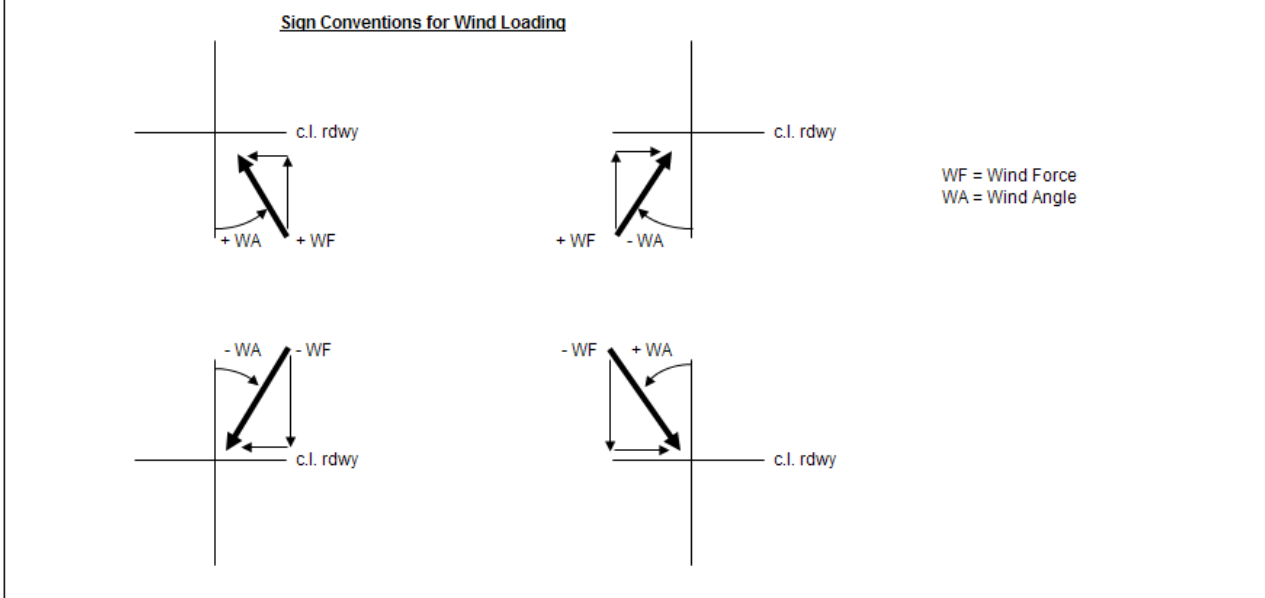 Sign Conventions for Wind Loading
c.l. rdwy
c.l. rdwy
WF = Wind Force
WA = Wind Angle
+ WA
+ WF
+ WF
- WA
- WA
- WF
- WF
+ WA
c.l. rdwy
c.l. rdwy